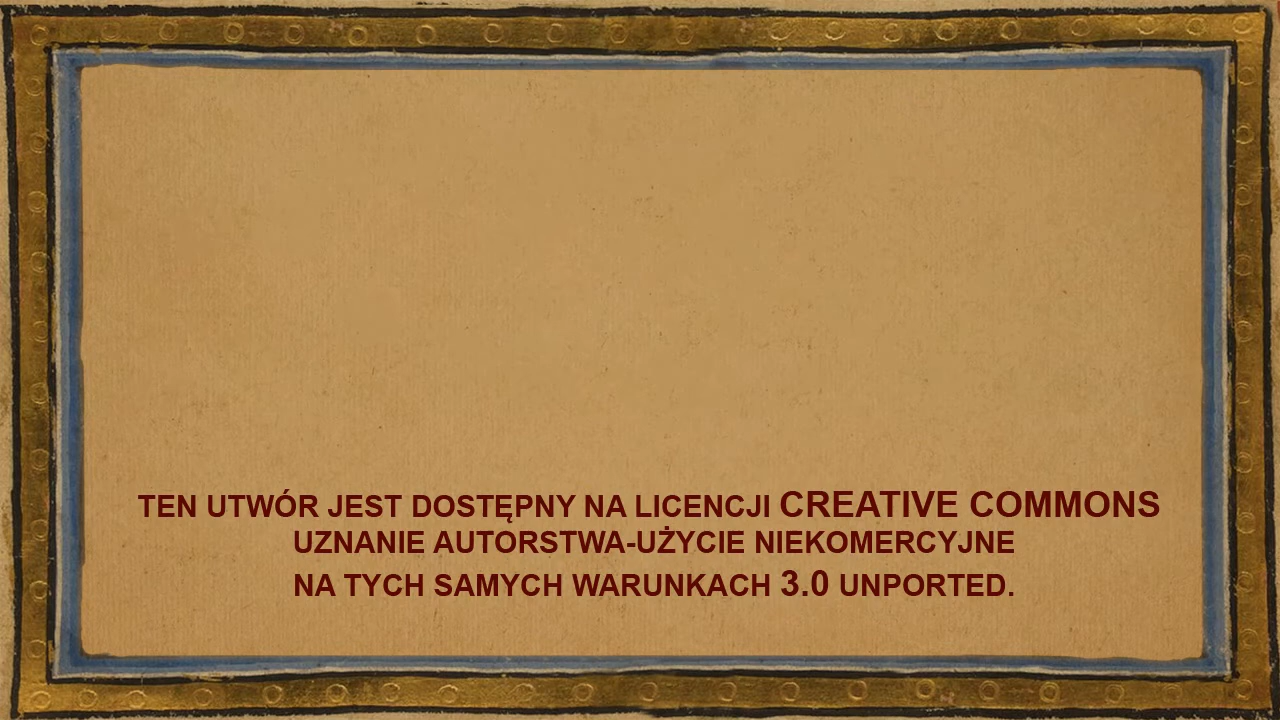 TEN UTWÓR JEST DOSTĘPNY NA LICENCJI CREATIVE COMMONS
UZNANIE AUTORSTWA-UŻYCIE NIEKOMERCYJNE
NA TYCH SAMYCH WARUNKACH 3.0 UNPORTED.